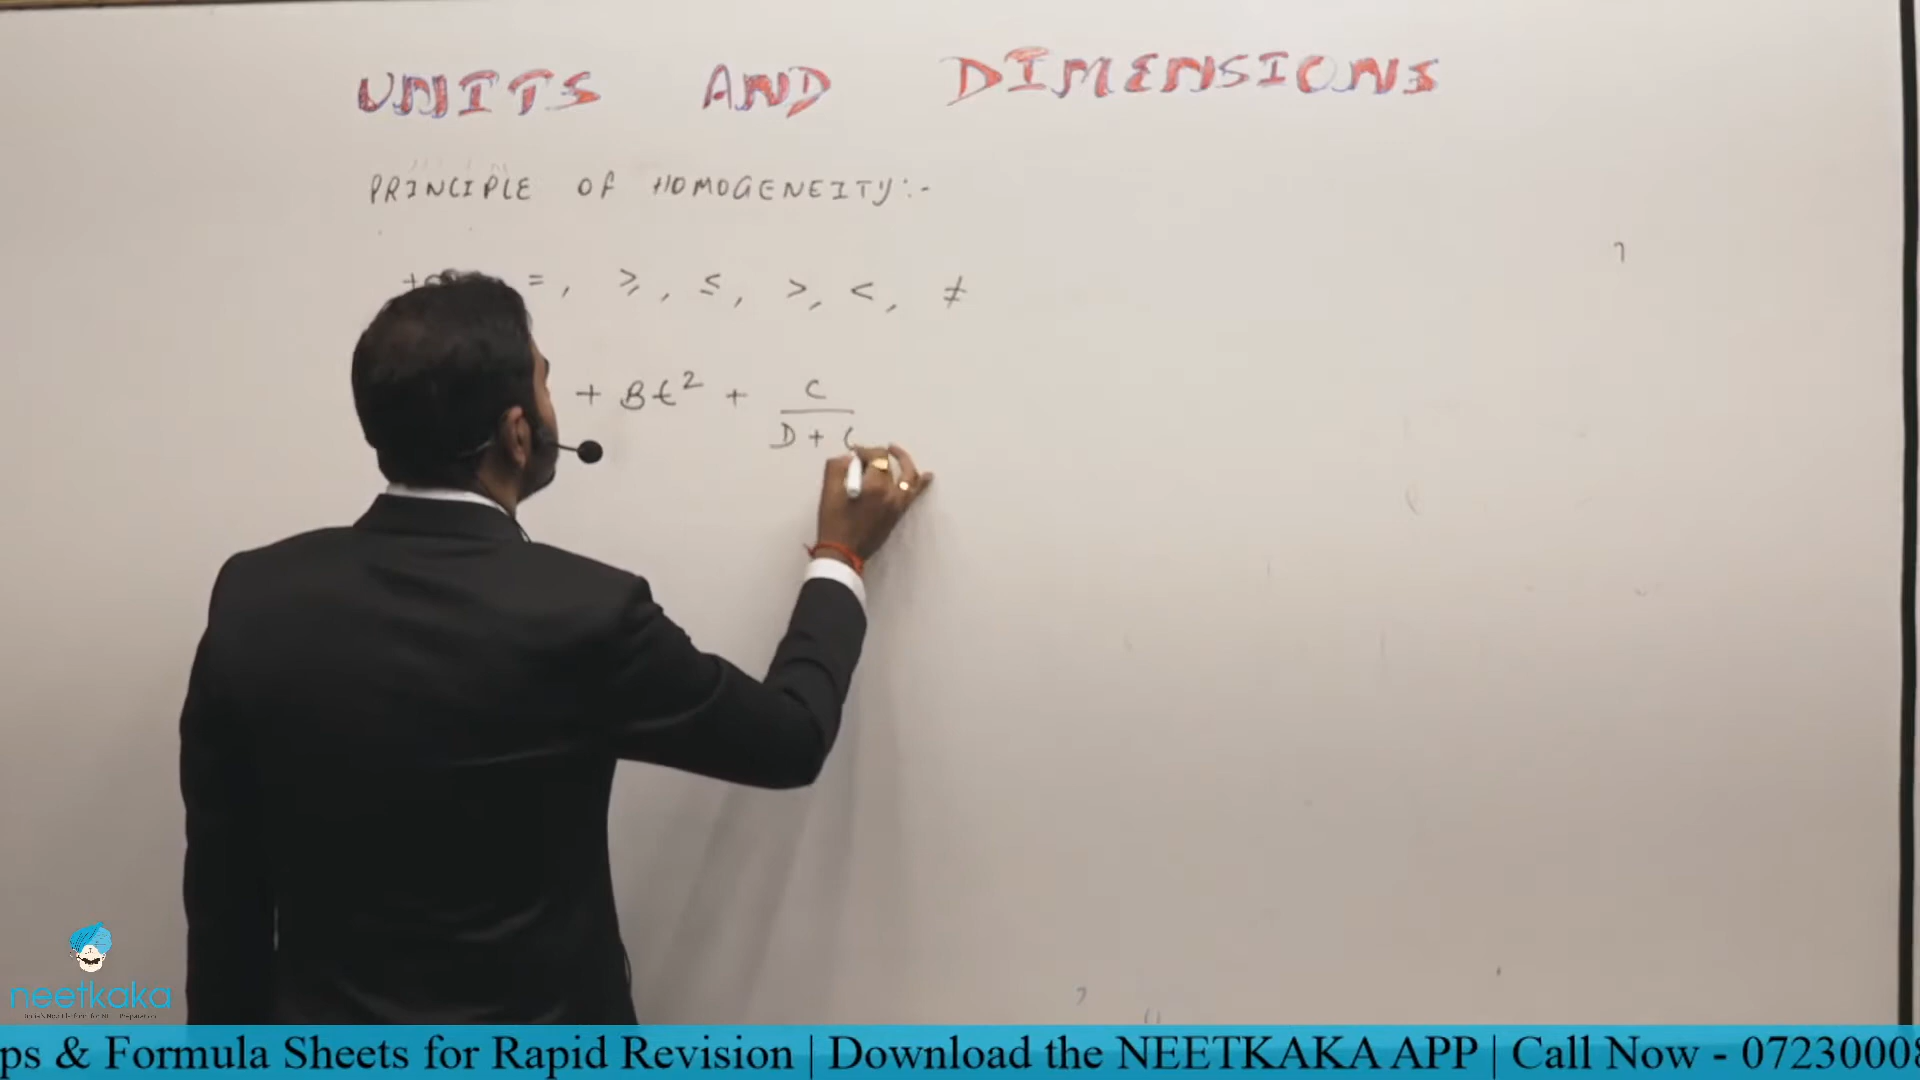 UNITS AND DIMENSIONS
PRINCIPLE OF HOMOGENEITY:-
=, ≥, ≤, >, <, ≠
+ Bt² + C
D +
neetkaka
ps & Formula Sheets for Rapid Revision | Download the NEETKAKA APP | Call Now - 07230008